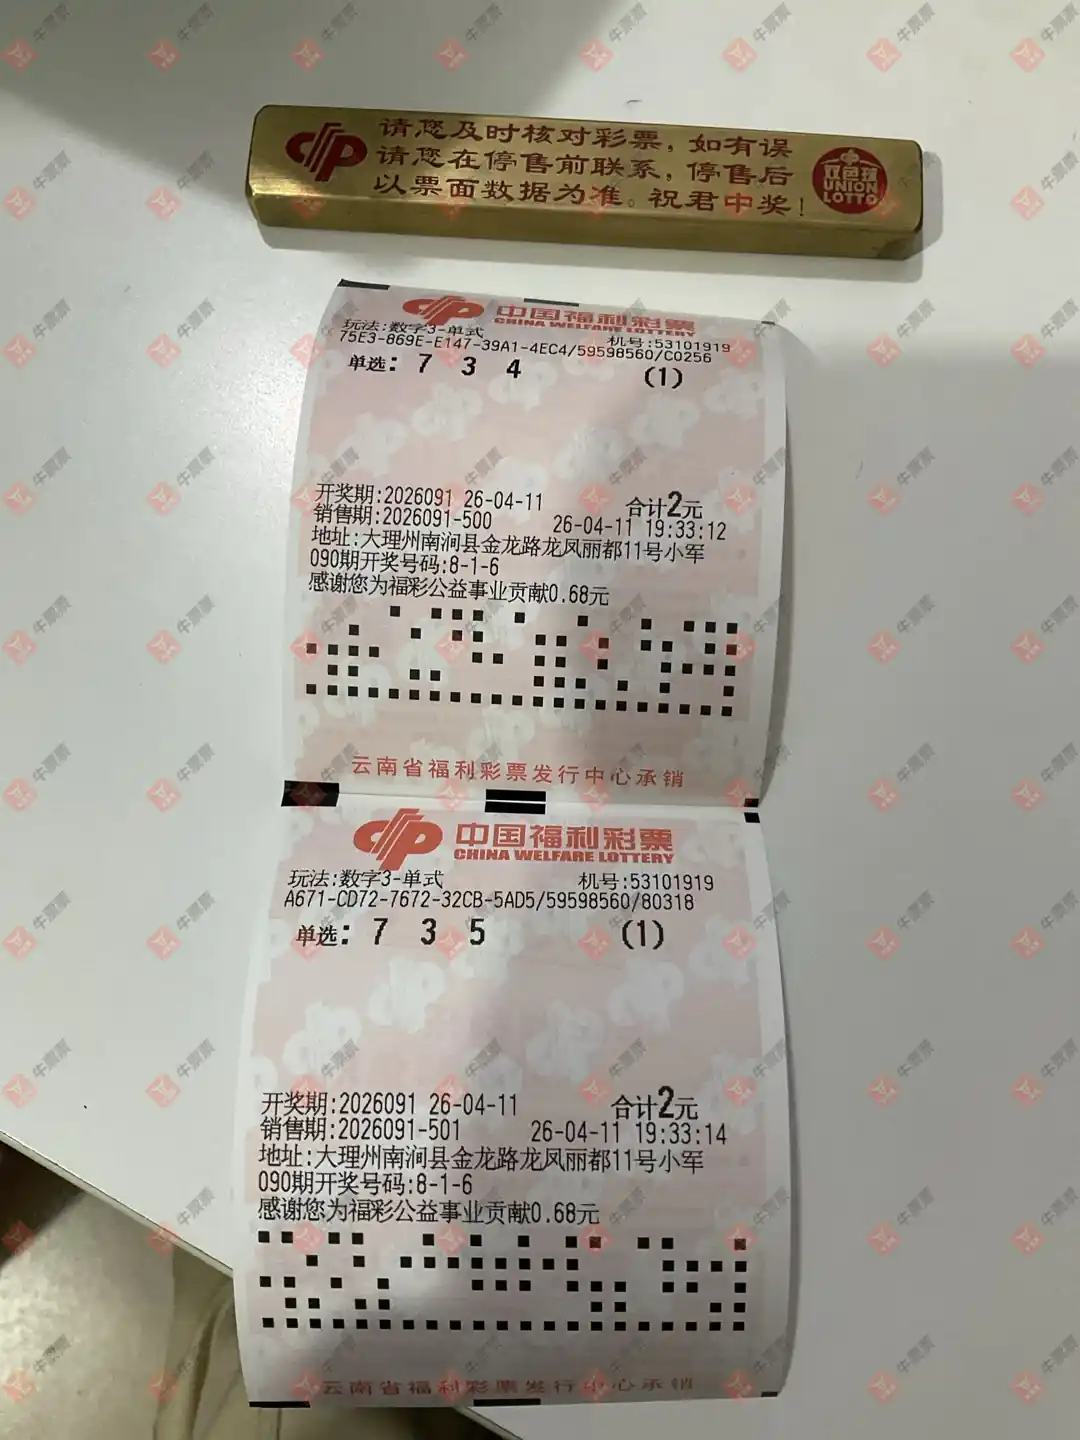 请您及时核对彩票，如有误
请您在停售前联系，停售后
以票面数据为准。祝君中奖！
双色球
UNION
LOTTO
中国福利彩票
CHINA WELFARE LOTTERY
玩法:数字3-单式 机号:53101919
75E3-869E-E147-39A1-4EC4/59598560/C0256
单选: 7 3 4 (1)
开奖期:2026091 26-04-11 合计2元
销售期:2026091-500 26-04-11 19:33:12
地址:大理州南涧县金龙路龙凤丽都11号小军
090期开奖号码:8-1-6
感谢您为福彩公益事业贡献0.68元
云南省福利彩票发行中心承销
中国福利彩票
CHINA WELFARE LOTTERY
玩法:数字3-单式 机号:53101919
A671-CD72-7672-32CB-5AD5/59598560/80318
单选: 7 3 5 (1)
开奖期:2026091 26-04-11 合计2元
销售期:2026091-501 26-04-11 19:33:14
地址:大理州南涧县金龙路龙凤丽都11号小军
090期开奖号码:8-1-6
感谢您为福彩公益事业贡献0.68元
云南省福利彩票发行中心承销
牛票票